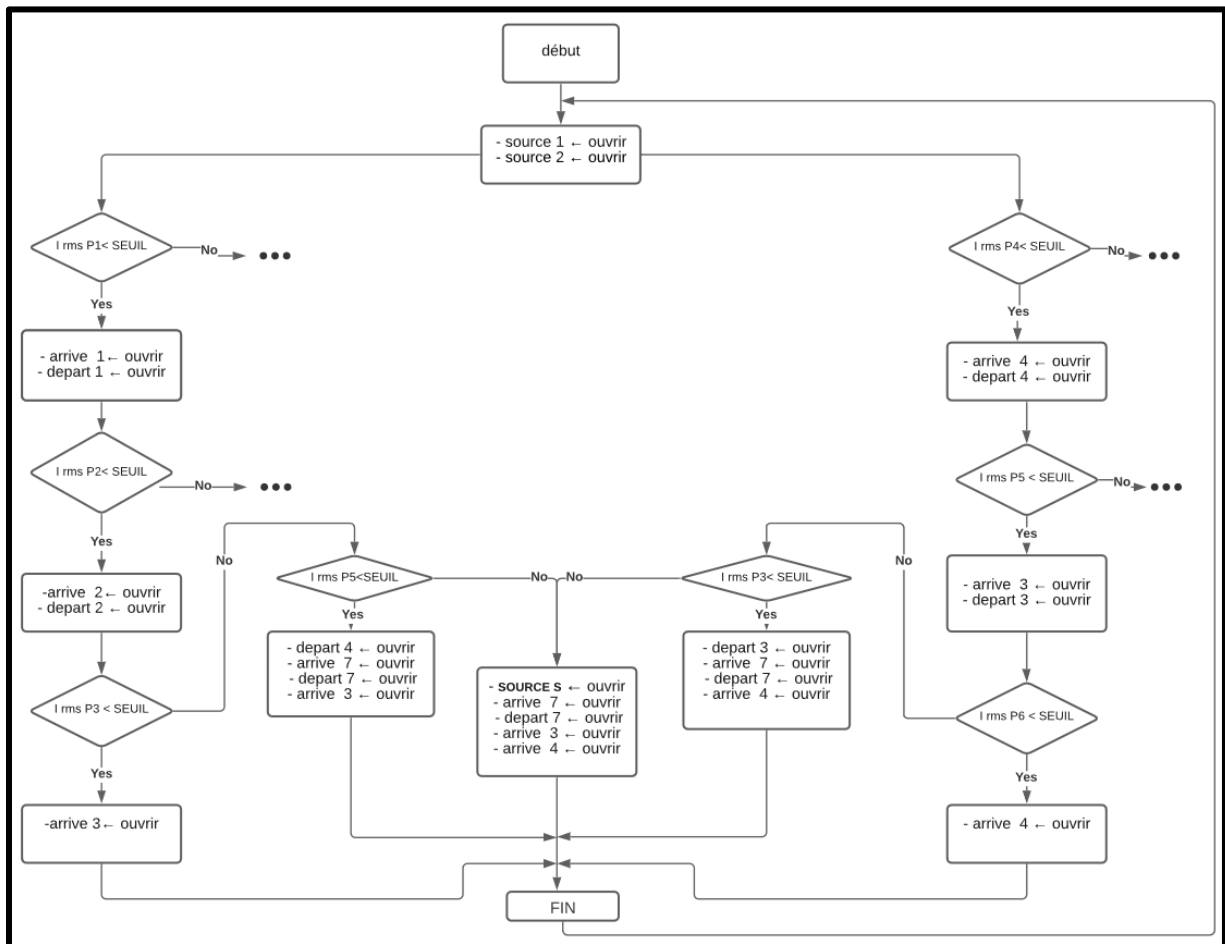 début
- source 1 ← ouvrir
- source 2 ← ouvrir
I rms P1< SEUIL
No
•••
Yes
- arrive 1← ouvrir
- depart 1 ← ouvrir
I rms P2< SEUIL
No
•••
Yes
-arrive 2← ouvrir
- depart 2 ← ouvrir
I rms P3 < SEUIL
No
Yes
-arrive 3← ouvrir
I rms P5<SEUIL
No
Yes
- depart 4 ← ouvrir
- arrive 7 ← ouvrir
- depart 7 ← ouvrir
- arrive 3 ← ouvrir
- SOURCE S ← ouvrir
- arrive 7 ← ouvrir
- depart 7 ← ouvrir
- arrive 3 ← ouvrir
- arrive 4 ← ouvrir
No
I rms P3< SEUIL
Yes
- depart 3 ← ouvrir
- arrive 7 ← ouvrir
- depart 7 ← ouvrir
- arrive 4 ← ouvrir
I rms P4< SEUIL
No
•••
Yes
- arrive 4 ← ouvrir
- depart 4 ← ouvrir
I rms P5 < SEUIL
No
•••
Yes
- arrive 3 ← ouvrir
- depart 3 ← ouvrir
No
I rms P6 < SEUIL
Yes
- arrive 4 ← ouvrir
FIN